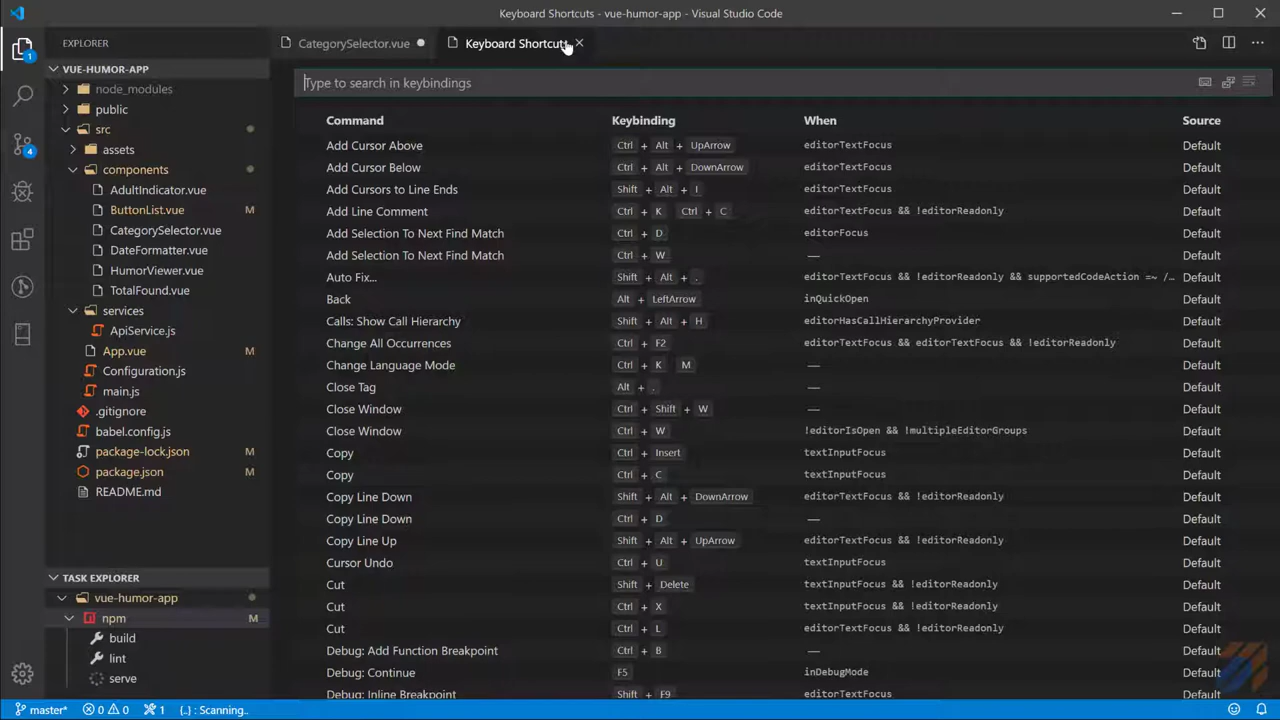 Keyboard Shortcuts - vue-humor-app - Visual Studio Code
EXPLORER
CategorySelector.vue
Keyboard Shortcuts
VUE-HUMOR-APP
node_modules
public
src
assets
components
AdultIndicator.vue
ButtonList.vue M
CategorySelector.vue
DateFormatter.vue
HumorViewer.vue
TotalFound.vue
services
ApiService.js
App.vue M
Configuration.js
main.js
.gitignore
babel.config.js
package-lock.json M
package.json M
README.md
TASK EXPLORER
vue-humor-app
npm M
build
lint
serve
1
4
Type to search in keybindings
Command Keybinding When Source
Add Cursor Above Ctrl + Alt + UpArrow editorTextFocus Default
Add Cursor Below Ctrl + Alt + DownArrow editorTextFocus Default
Add Cursors to Line Ends Shift + Alt + I editorTextFocus Default
Add Line Comment Ctrl + K Ctrl + C editorTextFocus && !editorReadonly Default
Add Selection To Next Find Match Ctrl + D editorFocus Default
Add Selection To Next Find Match Ctrl + W — Default
Auto Fix... Shift + Alt + . editorTextFocus && !editorReadonly && supportedCodeAction =~ /… Default
Back Alt + LeftArrow inQuickOpen Default
Calls: Show Call Hierarchy Shift + Alt + H editorHasCallHierarchyProvider Default
Change All Occurrences Ctrl + F2 editorTextFocus && editorTextFocus && !editorReadonly Default
Change Language Mode Ctrl + K M — Default
Close Tag Alt + . — Default
Close Window Ctrl + Shift + W — Default
Close Window Ctrl + W !editorIsOpen && !multipleEditorGroups Default
Copy Ctrl + Insert textInputFocus Default
Copy Ctrl + C textInputFocus Default
Copy Line Down Shift + Alt + DownArrow editorTextFocus && !editorReadonly Default
Copy Line Down Ctrl + D — Default
Copy Line Up Shift + Alt + UpArrow editorTextFocus && !editorReadonly Default
Cursor Undo Ctrl + U textInputFocus Default
Cut Shift + Delete textInputFocus && !editorReadonly Default
Cut Ctrl + X textInputFocus && !editorReadonly Default
Cut Ctrl + L textInputFocus && !editorReadonly Default
Debug: Add Function Breakpoint Ctrl + B — Default
Debug: Continue F5 inDebugMode Default
Debug: Inline Breakpoint Shift + F9 editorTextFocus Default
master* 0 0 1 {..} : Scanning..